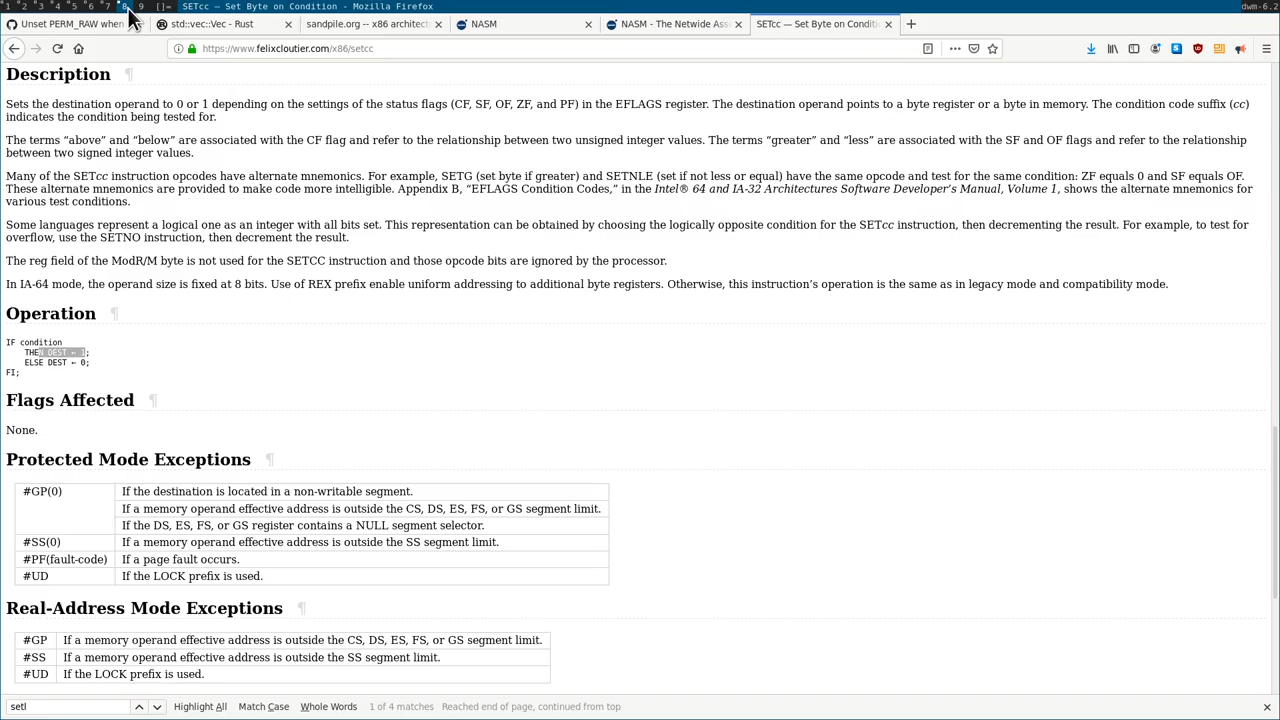 1 2 3 4 5 6 7 8 9 []= SETcc — Set Byte on Condition - Mozilla Firefox dwm-6.2
Unset PERM_RAW when
std::vec::Vec - Rust
sandpile.org -- x86 architect
NASM
NASM - The Netwide Ass
SETcc — Set Byte on Conditi
https://www.felixcloutier.com/x86/setcc
Description ¶
Sets the destination operand to 0 or 1 depending on the settings of the status flags (CF, SF, OF, ZF, and PF) in the EFLAGS register. The destination operand points to a byte register or a byte in memory. The condition code suffix (cc)
indicates the condition being tested for.
The terms “above” and “below” are associated with the CF flag and refer to the relationship between two unsigned integer values. The terms “greater” and “less” are associated with the SF and OF flags and refer to the relationship
between two signed integer values.
Many of the SETcc instruction opcodes have alternate mnemonics. For example, SETG (set byte if greater) and SETNLE (set if not less or equal) have the same opcode and test for the same condition: ZF equals 0 and SF equals OF.
These alternate mnemonics are provided to make code more intelligible. Appendix B, “EFLAGS Condition Codes,” in the Intel® 64 and IA-32 Architectures Software Developer’s Manual, Volume 1, shows the alternate mnemonics for
various test conditions.
Some languages represent a logical one as an integer with all bits set. This representation can be obtained by choosing the logically opposite condition for the SETcc instruction, then decrementing the result. For example, to test for
overflow, use the SETNO instruction, then decrement the result.
The reg field of the ModR/M byte is not used for the SETCC instruction and those opcode bits are ignored by the processor.
In IA-64 mode, the operand size is fixed at 8 bits. Use of REX prefix enable uniform addressing to additional byte registers. Otherwise, this instruction’s operation is the same as in legacy mode and compatibility mode.
Operation ¶
IF condition
THEN DEST ← 1;
ELSE DEST ← 0;
FI;
Flags Affected ¶
None.
Protected Mode Exceptions ¶
#GP(0) If the destination is located in a non-writable segment.
If a memory operand effective address is outside the CS, DS, ES, FS, or GS segment limit.
If the DS, ES, FS, or GS register contains a NULL segment selector.
#SS(0) If a memory operand effective address is outside the SS segment limit.
#PF(fault-code) If a page fault occurs.
#UD If the LOCK prefix is used.
Real-Address Mode Exceptions ¶
#GP If a memory operand effective address is outside the CS, DS, ES, FS, or GS segment limit.
#SS If a memory operand effective address is outside the SS segment limit.
#UD If the LOCK prefix is used.
setl Highlight All Match Case Whole Words 1 of 4 matches Reached end of page, continued from top